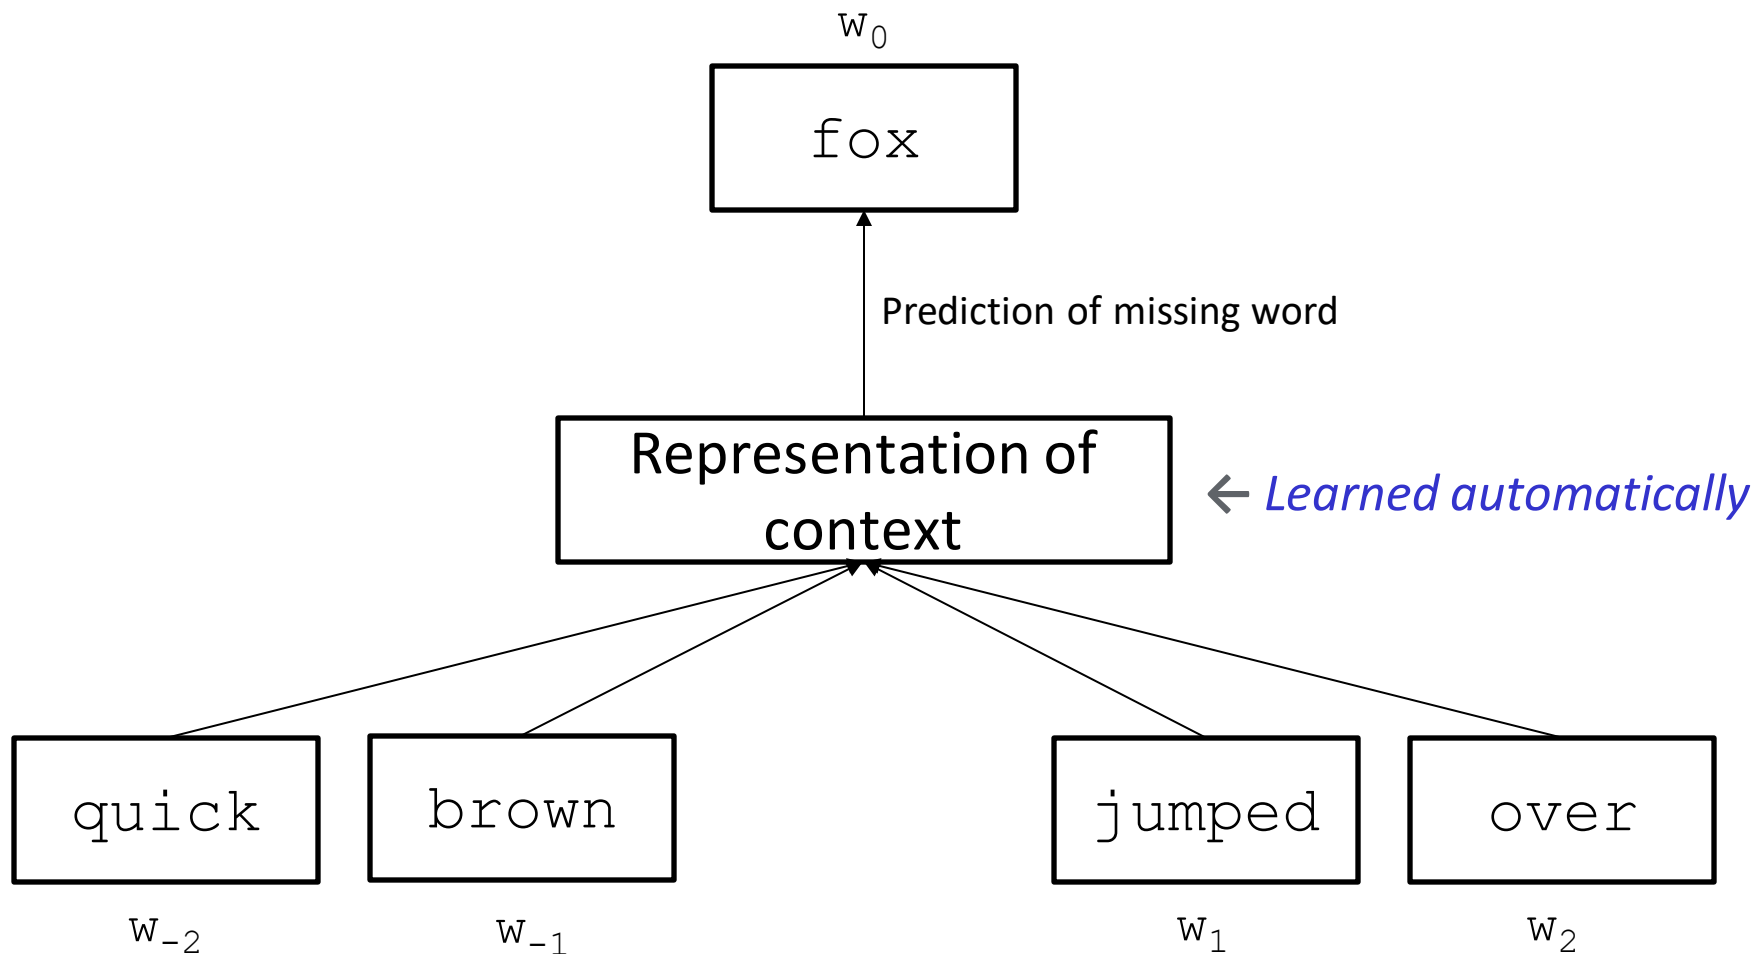 w₀
fox
Prediction of missing word
Representation of
context
← Learned automatically
quick
brown
jumped
over
w₋₂
w₋₁
w₁
w₂